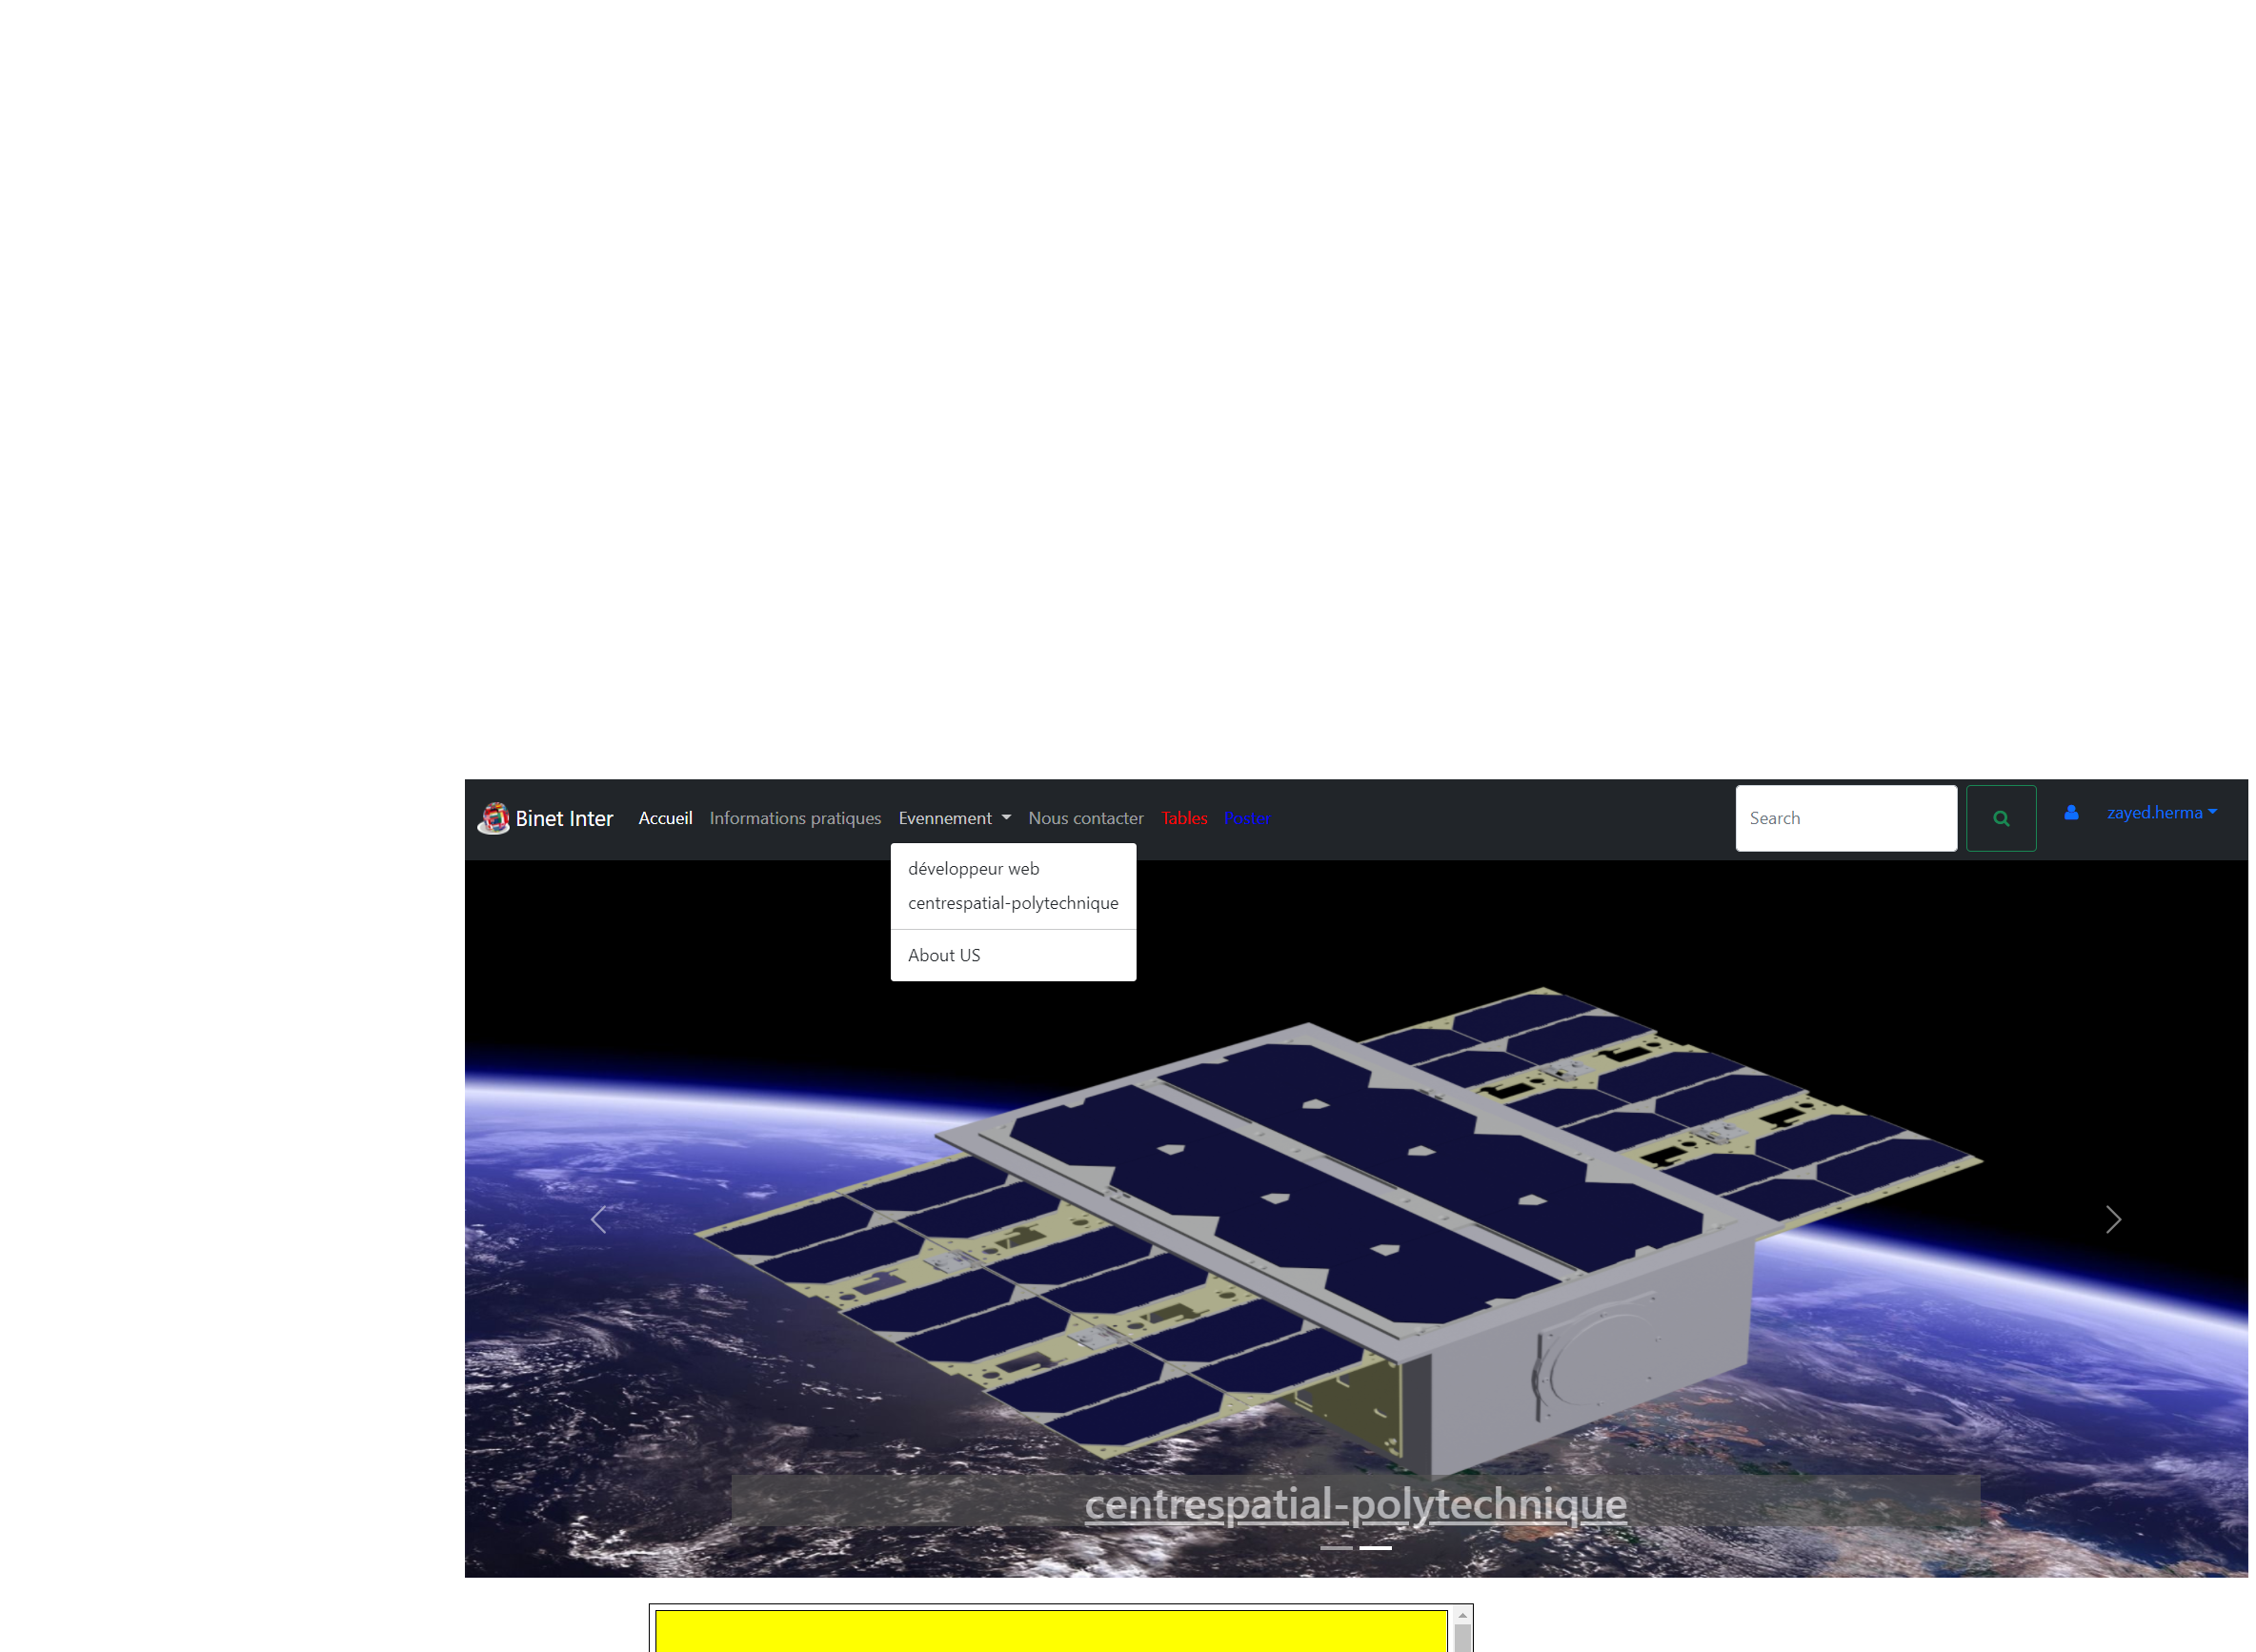 Binet Inter Accueil Informations pratiques Evennement Nous contacter Tables Poster Search zayed.herma
développeur web
centrespatial-polytechnique
About US
centrespatial-polytechnique